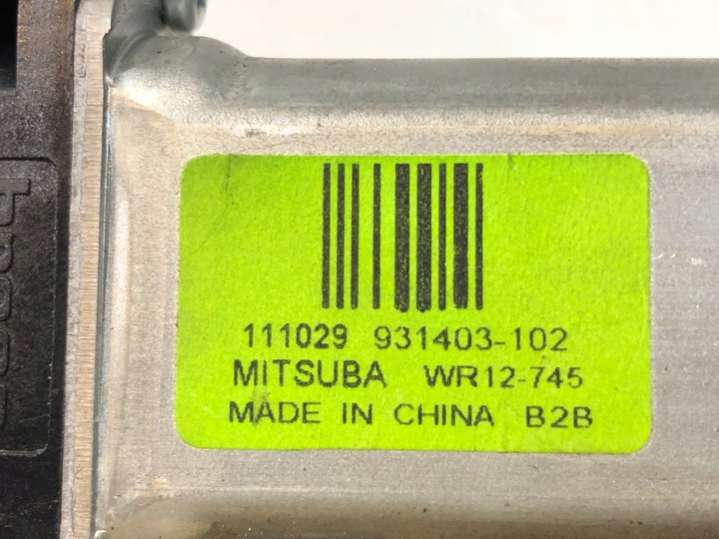 111029 931403-102
MITSUBA WR12-745
MADE IN CHINA B2B